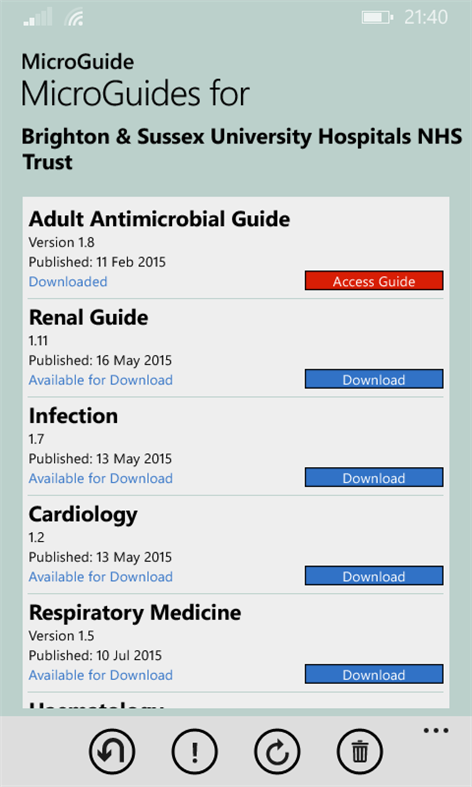 21:40
MicroGuide
MicroGuides for
Brighton & Sussex University Hospitals NHS
Trust
Adult Antimicrobial Guide
Version 1.8
Published: 11 Feb 2015
Downloaded
Access Guide
Renal Guide
1.11
Published: 16 May 2015
Available for Download
Download
Infection
1.7
Published: 13 May 2015
Available for Download
Download
Cardiology
1.2
Published: 13 May 2015
Available for Download
Download
Respiratory Medicine
Version 1.5
Published: 10 Jul 2015
Available for Download
Download
Haematology